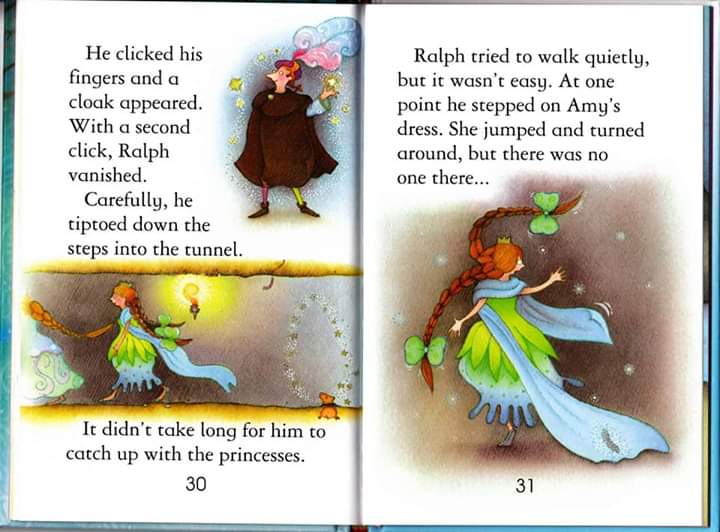 He clicked his
fingers and a
cloak appeared.
With a second
click, Ralph
vanished.
Carefully, he
tiptoed down the
steps into the tunnel.
It didn't take long for him to
catch up with the princesses.
30
Ralph tried to walk quietly,
but it wasn't easy. At one
point he stepped on Amy's
dress. She jumped and turned
around, but there was no
one there...
31